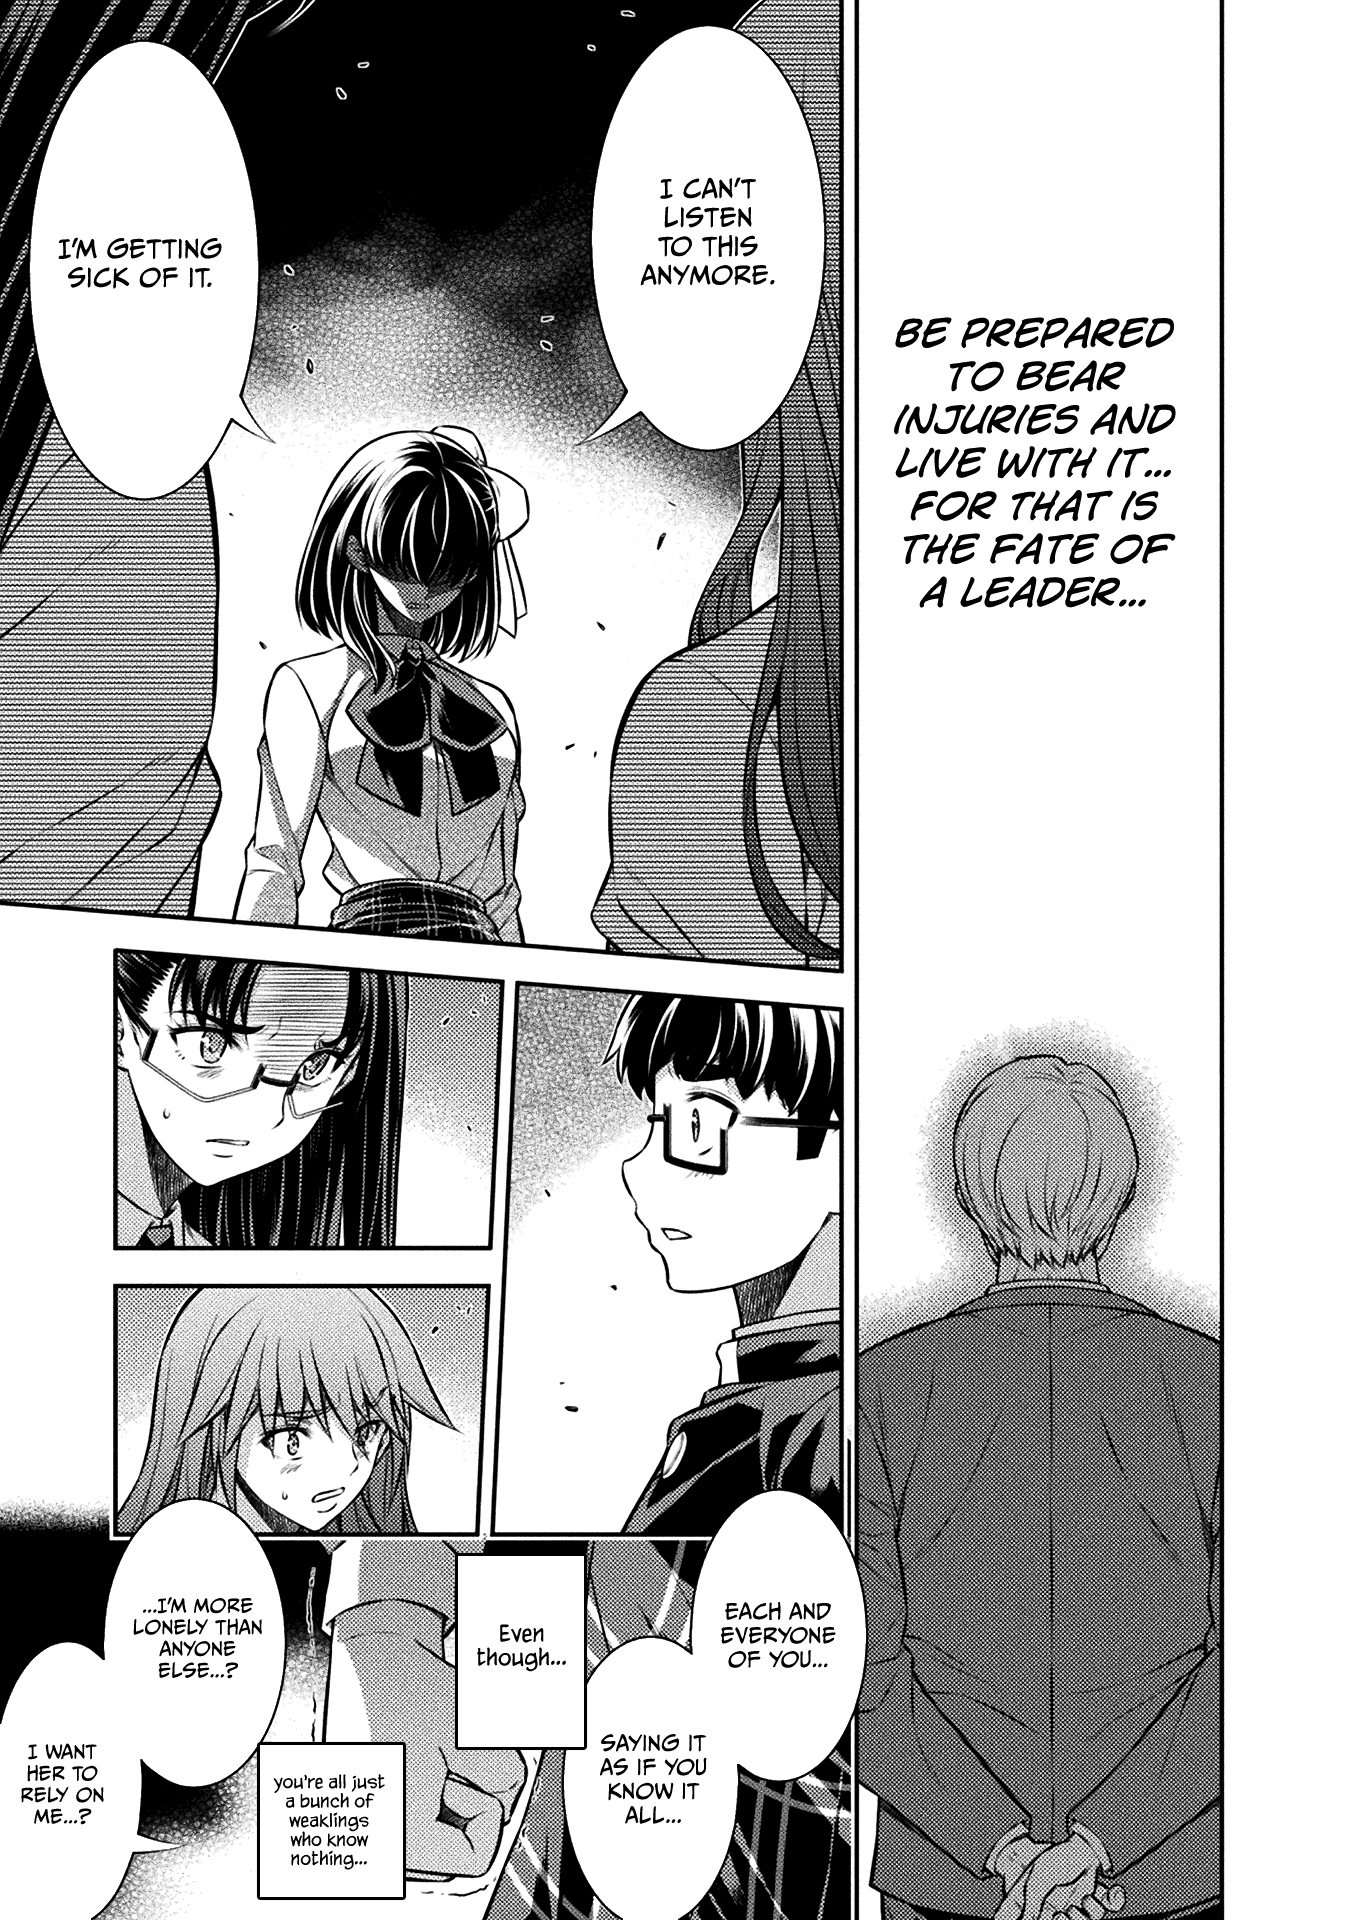 BE PREPARED
TO BEAR
INJURIES AND
LIVE WITH IT...
FOR THAT IS
THE FATE OF
A LEADER...
I CAN'T
LISTEN
TO THIS
ANYMORE.
I'M GETTING
SICK OF IT.
EACH AND
EVERYONE
OF YOU...
SAYING IT
AS IF YOU
KNOW IT
ALL...
Even
though...
you're all just
a bunch of
weaklings
who know
nothing...
...I'M MORE
LONELY THAN
ANYONE
ELSE...?
I WANT
HER TO
RELY ON
ME...?